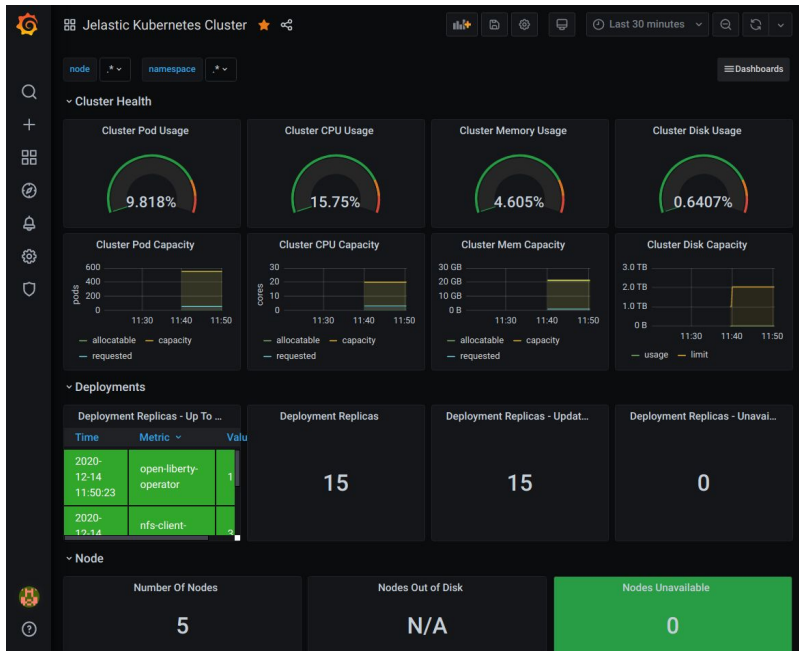 Jelastic Kubernetes Cluster
Last 30 minutes
node .* namespace .*
Dashboards
Cluster Health
Cluster Pod Usage
9.818%
Cluster CPU Usage
15.75%
Cluster Memory Usage
4.605%
Cluster Disk Usage
0.6407%
Cluster Pod Capacity
pods
600
400
200
0
11:30 11:40 11:50
allocatable capacity
requested
Cluster CPU Capacity
cores
30
20
10
0
11:30 11:40 11:50
allocatable capacity
requested
Cluster Mem Capacity
30 GB
20 GB
10 GB
0 B
11:30 11:40 11:50
allocatable capacity
requested
Cluster Disk Capacity
3.0 TB
2.0 TB
1.0 TB
0 B
11:30 11:40 11:50
usage limit
Deployments
Deployment Replicas - Up To ...
Time Metric Valu
2020-
12-14
11:50:23
open-liberty-
operator
1
2020-
12-14
nfs-client-
3
Deployment Replicas
15
Deployment Replicas - Updat...
15
Deployment Replicas - Unavai...
0
Node
Number Of Nodes
5
Nodes Out of Disk
N/A
Nodes Unavailable
0